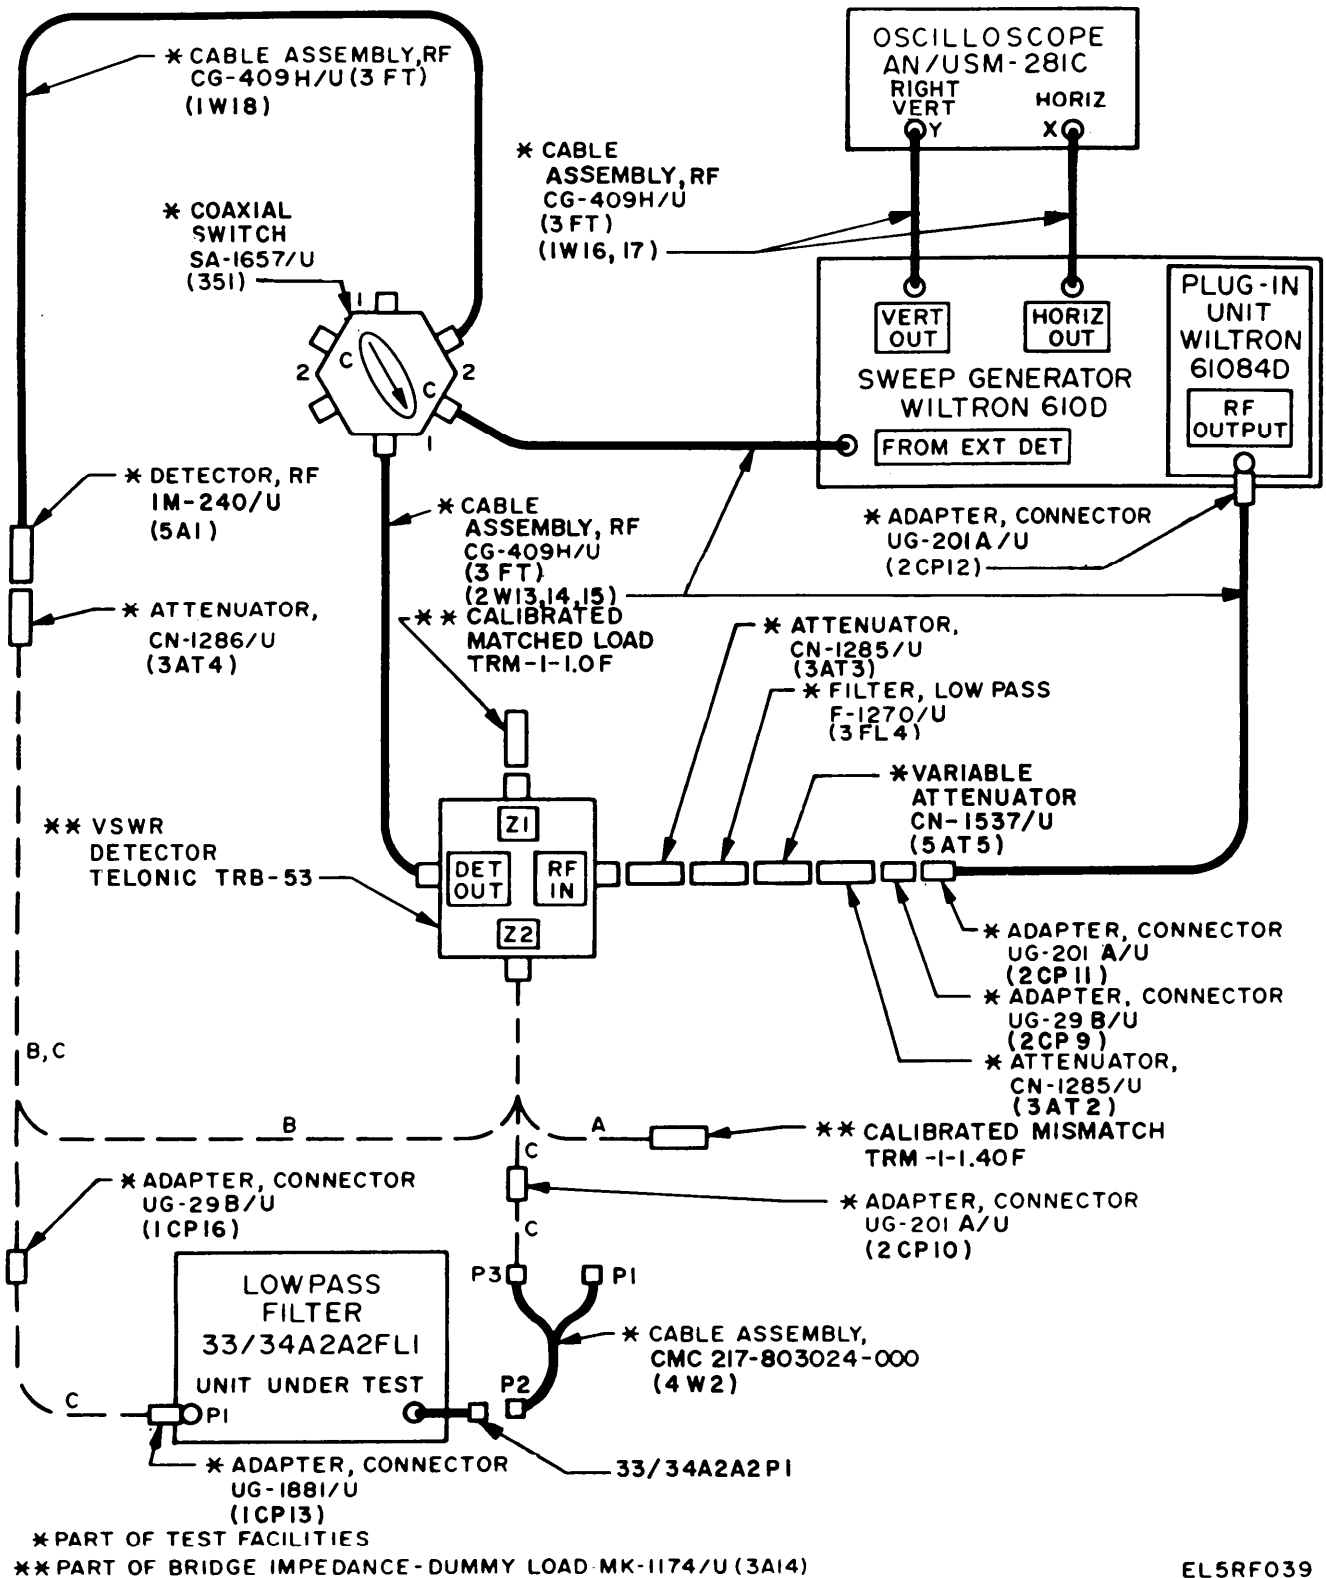 * CABLE ASSEMBLY, RF
CG-409H/U (3 FT)
(1W18)
OSCILLOSCOPE
AN/USM-281C
RIGHT
VERT
HORIZ
Y
X
* CABLE
ASSEMBLY, RF
CG-409H/U
(3 FT)
(1W16, 17)
* COAXIAL
SWITCH
SA-1657/U
(351)
1
2
C
C
2
1
VERT
OUT
HORIZ
OUT
PLUG-IN
UNIT
WILTRON
61084D
SWEEP GENERATOR
WILTRON 610D
RF
OUTPUT
FROM EXT DET
* DETECTOR, RF
IM-240/U
(5A1)
* CABLE
ASSEMBLY, RF
CG-409H/U
(3 FT)
(2W13,14,15)
* ADAPTER, CONNECTOR
UG-201A/U
(2CP12)
* ATTENUATOR,
CN-1286/U
(3AT4)
** CALIBRATED
MATCHED LOAD
TRM-1-1.0F
* ATTENUATOR,
CN-1285/U
(3AT3)
* FILTER, LOW PASS
F-1270/U
(3FL4)
* VARIABLE
ATTENUATOR
CN-1537/U
(5AT5)
** VSWR
DETECTOR
TELONIC TRB-53
Z1
DET
OUT
RF
IN
Z2
* ADAPTER, CONNECTOR
UG-201 A/U
(2CP11)
* ADAPTER, CONNECTOR
UG-29 B/U
(2CP9)
* ATTENUATOR,
CN-1285/U
(3AT2)
B, C
B
A
C
** CALIBRATED MISMATCH
TRM-1-1.40F
* ADAPTER, CONNECTOR
UG-29B/U
(1CP16)
* ADAPTER, CONNECTOR
UG-201 A/U
(2CP10)
C
P3
P1
LOWPASS
FILTER
33/34A2A2FL1
UNIT UNDER TEST
* CABLE ASSEMBLY,
CMC 217-803024-000
(4W2)
P2
C
P1
33/34A2A2P1
* ADAPTER, CONNECTOR
UG-1881/U
(1CP13)
* PART OF TEST FACILITIES
** PART OF BRIDGE IMPEDANCE-DUMMY LOAD MK-1174/U (3A14)
EL5RF039